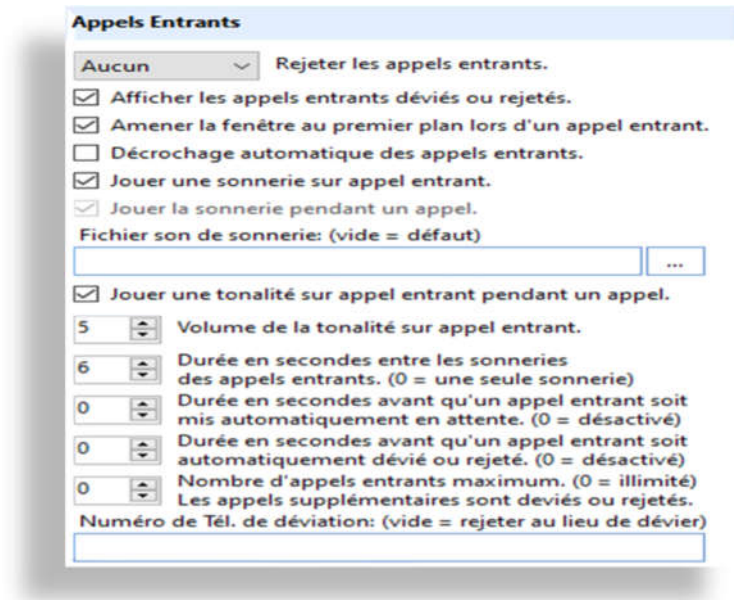 Appels Entrants
Aucun Rejeter les appels entrants.
Afficher les appels entrants déviés ou rejetés.
Amener la fenêtre au premier plan lors d'un appel entrant.
Décrochage automatique des appels entrants.
Jouer une sonnerie sur appel entrant.
Jouer la sonnerie pendant un appel.
Fichier son de sonnerie: (vide = défaut)
...
Jouer une tonalité sur appel entrant pendant un appel.
5 Volume de la tonalité sur appel entrant.
6 Durée en secondes entre les sonneries
des appels entrants. (0 = une seule sonnerie)
0 Durée en secondes avant qu'un appel entrant soit
mis automatiquement en attente. (0 = désactivé)
0 Durée en secondes avant qu'un appel entrant soit
automatiquement dévié ou rejeté. (0 = désactivé)
0 Nombre d'appels entrants maximum. (0 = illimité)
Les appels supplémentaires sont deviés ou rejetés.
Numéro de Tél. de déviation: (vide = rejeter au lieu de dévier)